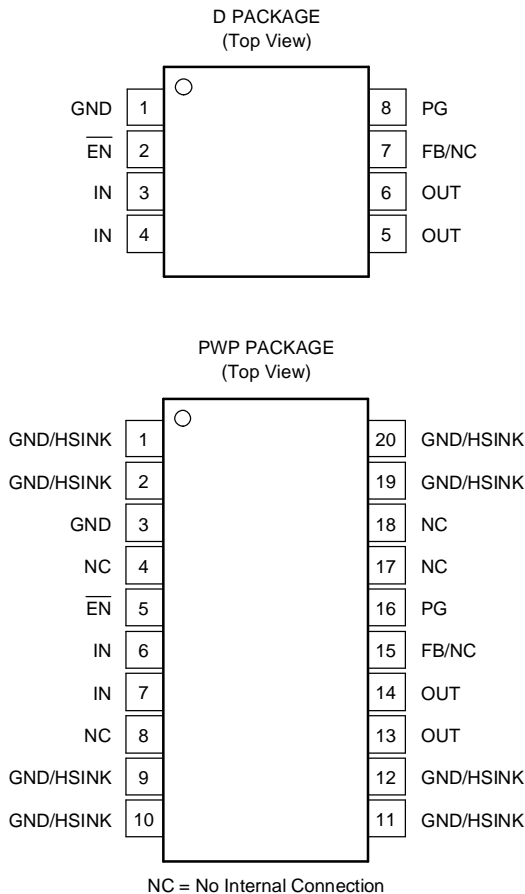 D PACKAGE
(Top View)
GND 1 8 PG
EN 2 7 FB/NC
IN 3 6 OUT
IN 4 5 OUT
PWP PACKAGE
(Top View)
GND/HSINK 1 20 GND/HSINK
GND/HSINK 2 19 GND/HSINK
GND 3 18 NC
NC 4 17 NC
EN 5 16 PG
IN 6 15 FB/NC
IN 7 14 OUT
NC 8 13 OUT
GND/HSINK 9 12 GND/HSINK
GND/HSINK 10 11 GND/HSINK
NC = No Internal Connection